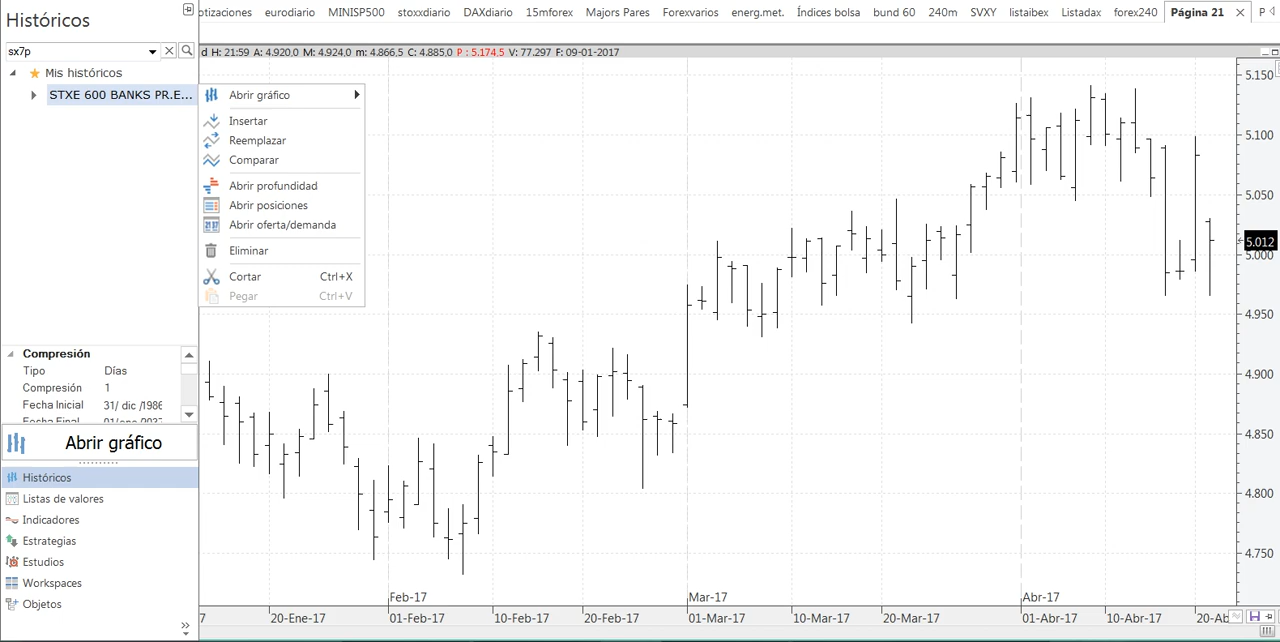 Históricos
otizaciones eurodiario MINISP500 stoxxdiario DAXdiario 15mforex Majors Pares Forexvarios energ.met. Índices bolsa bund 60 240m SVXY listaibex Listadax forex240 Página 21 P
sx7p
d H: 21:59 A: 4.920,0 M: 4.924,0 m: 4.866,5 C: 4.885,0 P : 5.174,5 V: 77.297 F: 09-01-2017
Mis históricos
STXE 600 BANKS PR.E...
Abrir gráfico
Insertar
Reemplazar
Comparar
Abrir profundidad
Abrir posiciones
Abrir oferta/demanda
Eliminar
Cortar Ctrl+X
Pegar Ctrl+V
5.150
5.100
5.050
5.012
5.000
4.950
4.900
4.850
4.800
4.750
Compresión
Tipo Días
Compresión 1
Fecha Inicial 31/ dic /1986
Fecha Final
Abrir gráfico
Históricos
Listas de valores
Indicadores
Estrategias
Estudios
Workspaces
Objetos
Feb-17 Mar-17 Abr-17
7 20-Ene-17 01-Feb-17 10-Feb-17 20-Feb-17 01-Mar-17 10-Mar-17 20-Mar-17 01-Abr-17 10-Abr-17 20-Ab